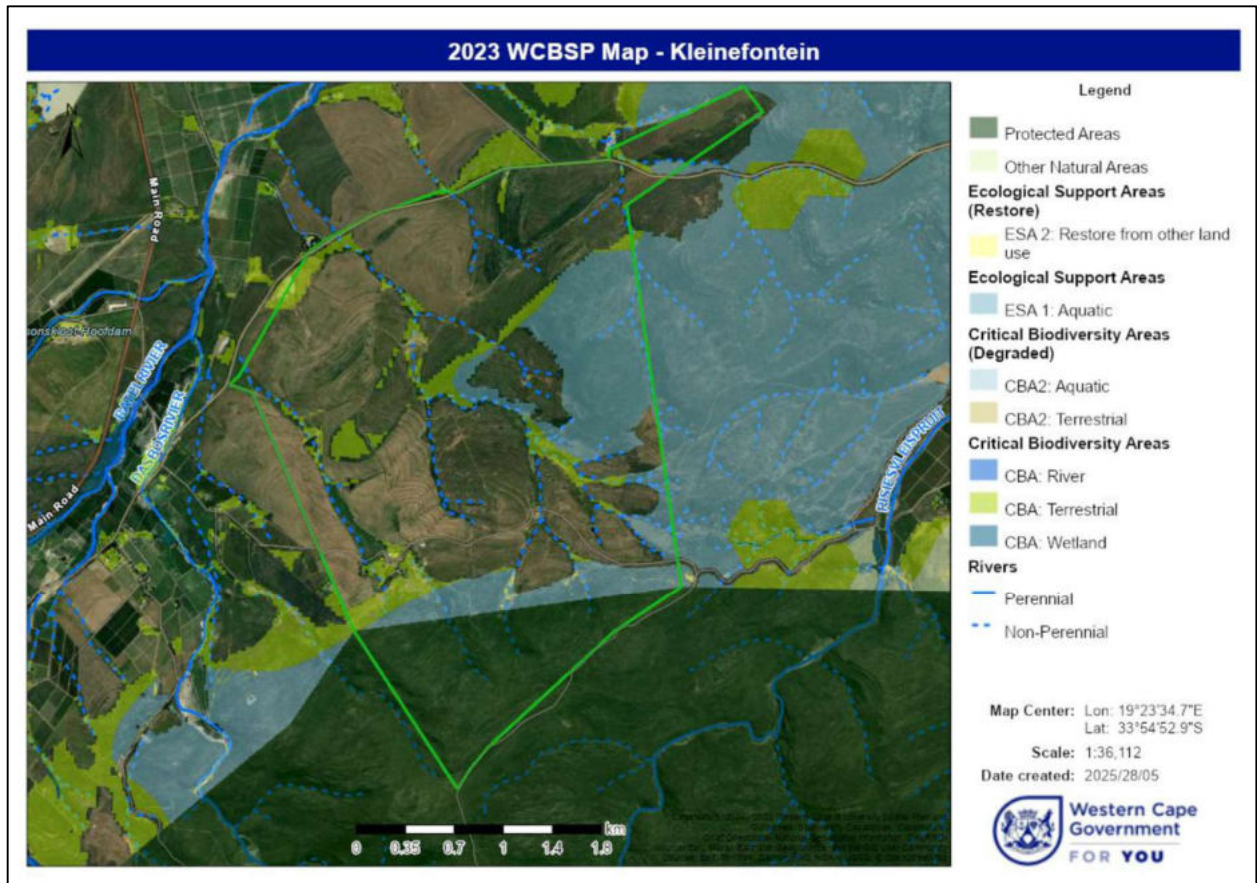 2023 WCBSP Map - Kleinefontein
Main Road
Main Road
DAS BOSRIVIER
km
0 0.35 0.7 1 1.4 1.8
Legend
Protected Areas
Other Natural Areas
Ecological Support Areas
(Restore)
ESA 2: Restore from other land
use
Ecological Support Areas
ESA 1: Aquatic
Critical Biodiversity Areas
(Degraded)
CBA2: Aquatic
CBA2: Terrestrial
Critical Biodiversity Areas
CBA: River
CBA: Terrestrial
CBA: Wetland
Rivers
Perennial
Non-Perennial
Map Center: Lon: 19°23'34.7"E
Lat: 33°54'52.9"S
Scale: 1:36,112
Date created: 2025/28/05
Western Cape
Government
FOR YOU